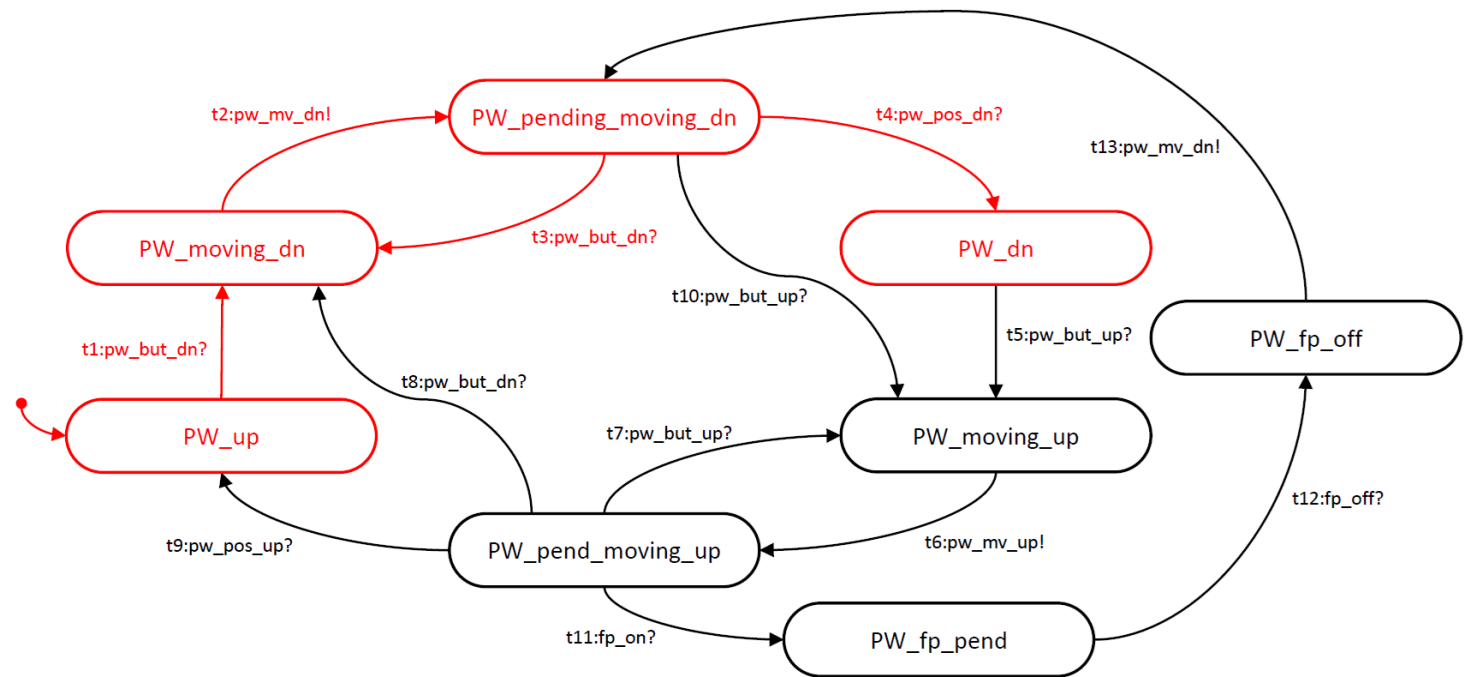 t2:pw_mv_dn!
PW_pending_moving_dn
t4:pw_pos_dn?
t13:pw_mv_dn!
PW_moving_dn
t3:pw_but_dn?
PW_dn
t10:pw_but_up?
t1:pw_but_dn?
t5:pw_but_up?
PW_fp_off
t8:pw_but_dn?
PW_up
t7:pw_but_up?
PW_moving_up
t12:fp_off?
t9:pw_pos_up?
PW_pend_moving_up
t6:pw_mv_up!
t11:fp_on?
PW_fp_pend